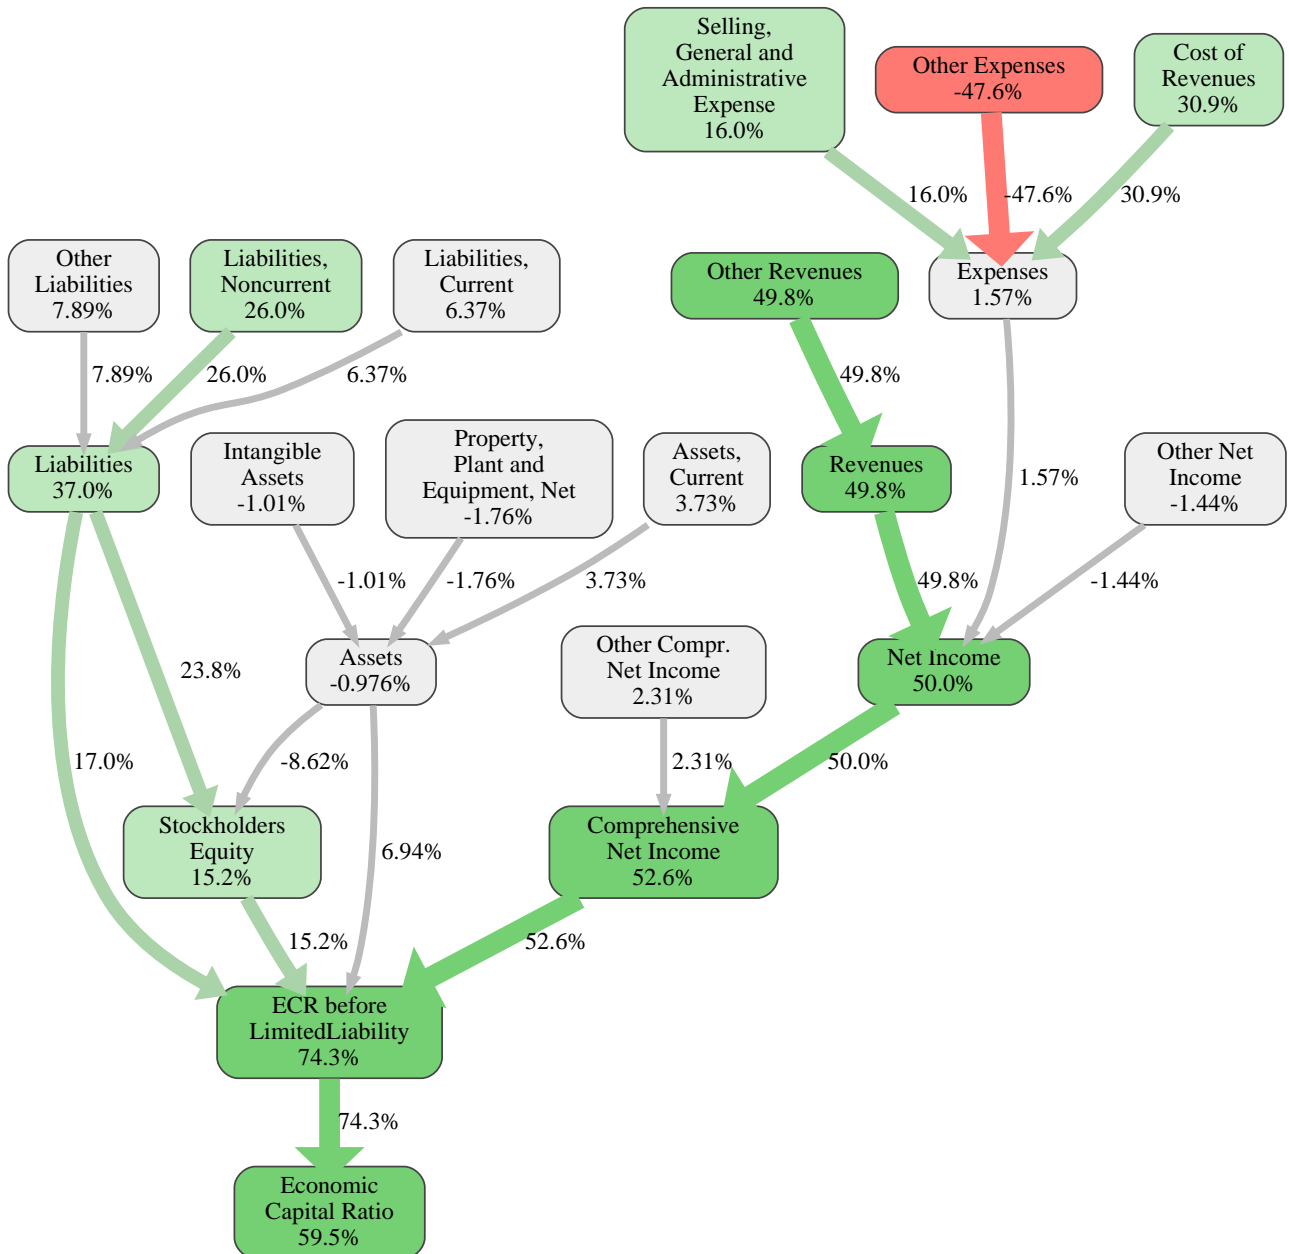 Selling,
General and
Administrative
Expense
16.0%
Other Expenses
-47.6%
Cost of
Revenues
30.9%
16.0%
-47.6%
30.9%
Other
Liabilities
7.89%
Liabilities,
Noncurrent
26.0%
Liabilities,
Current
6.37%
Other Revenues
49.8%
Expenses
1.57%
7.89%
26.0%
6.37%
49.8%
Liabilities
37.0%
Intangible
Assets
-1.01%
Property,
Plant and
Equipment, Net
-1.76%
Assets,
Current
3.73%
Revenues
49.8%
1.57%
Other Net
Income
-1.44%
-1.01%
-1.76%
3.73%
49.8%
-1.44%
23.8%
Assets
-0.976%
Other Compr.
Net Income
2.31%
Net Income
50.0%
17.0%
-8.62%
2.31%
50.0%
Stockholders
Equity
15.2%
6.94%
Comprehensive
Net Income
52.6%
15.2%
52.6%
ECR before
LimitedLiability
74.3%
74.3%
Economic
Capital Ratio
59.5%